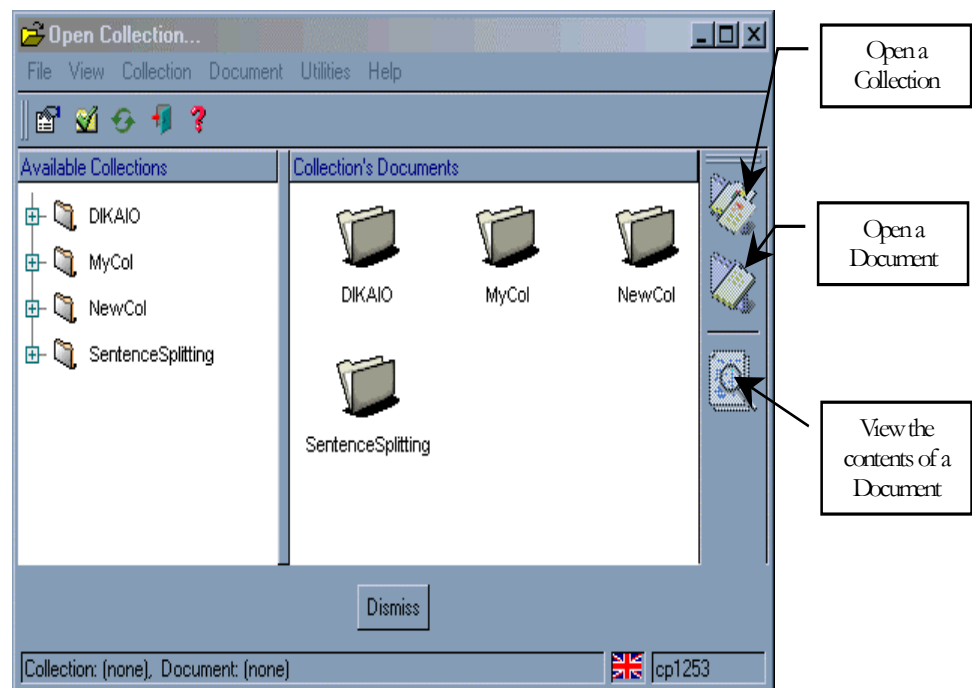 Open Collection...
File View Collection Document Utilities Help
Available Collections
Collection's Documents
DIKAIO
MyCol
NewCol
SentenceSplitting
DIKAIO
MyCol
NewCol
SentenceSplitting
Dismiss
Collection: (none), Document: (none)
cp1253
Open a
Collection
Open a
Document
View the
contents of a
Document